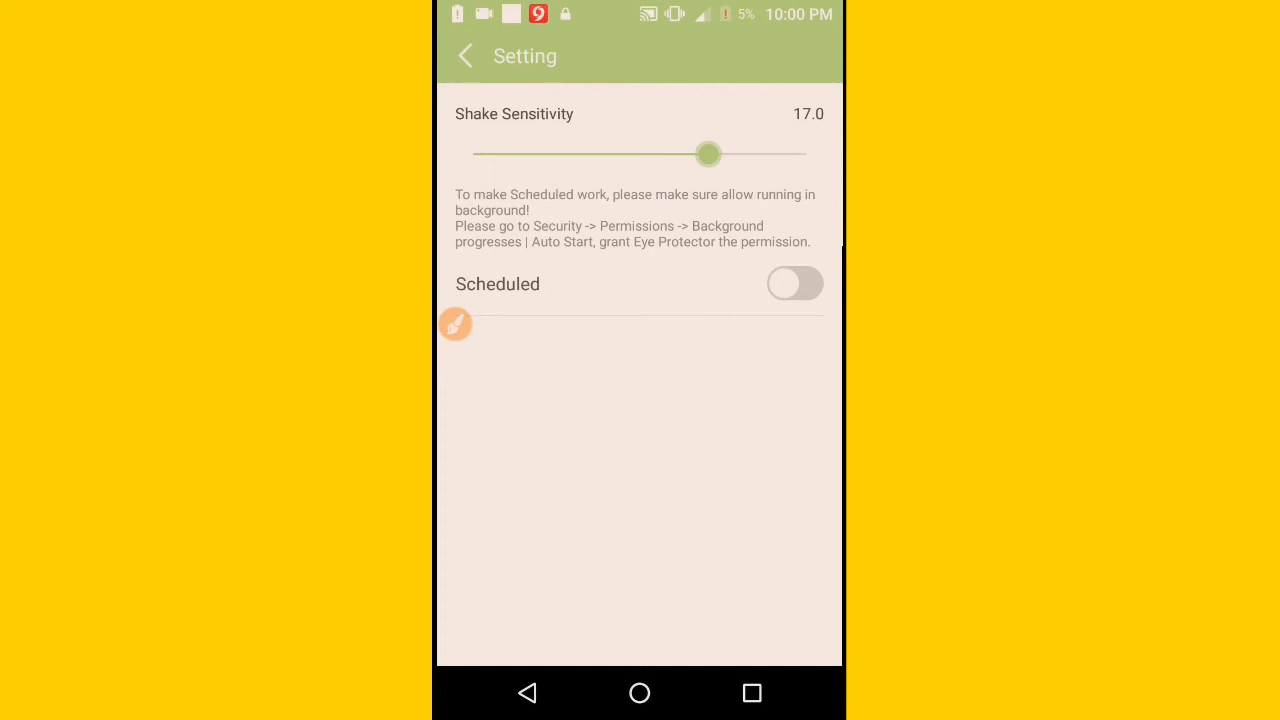 5% 10:00 PM
Setting
Shake Sensitivity 17.0
To make Scheduled work, please make sure allow running in
background!
Please go to Security -> Permissions -> Background
progresses | Auto Start, grant Eye Protector the permission.
Scheduled